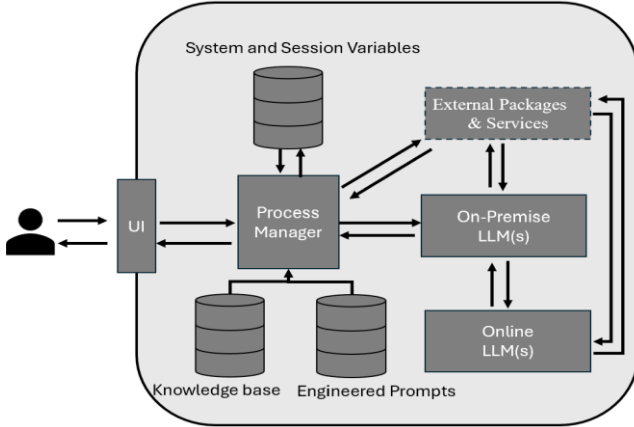 System and Session Variables
External Packages
& Services
UI
Process
Manager
On-Premise
LLM(s)
Online
LLM(s)
Knowledge base
Engineered Prompts